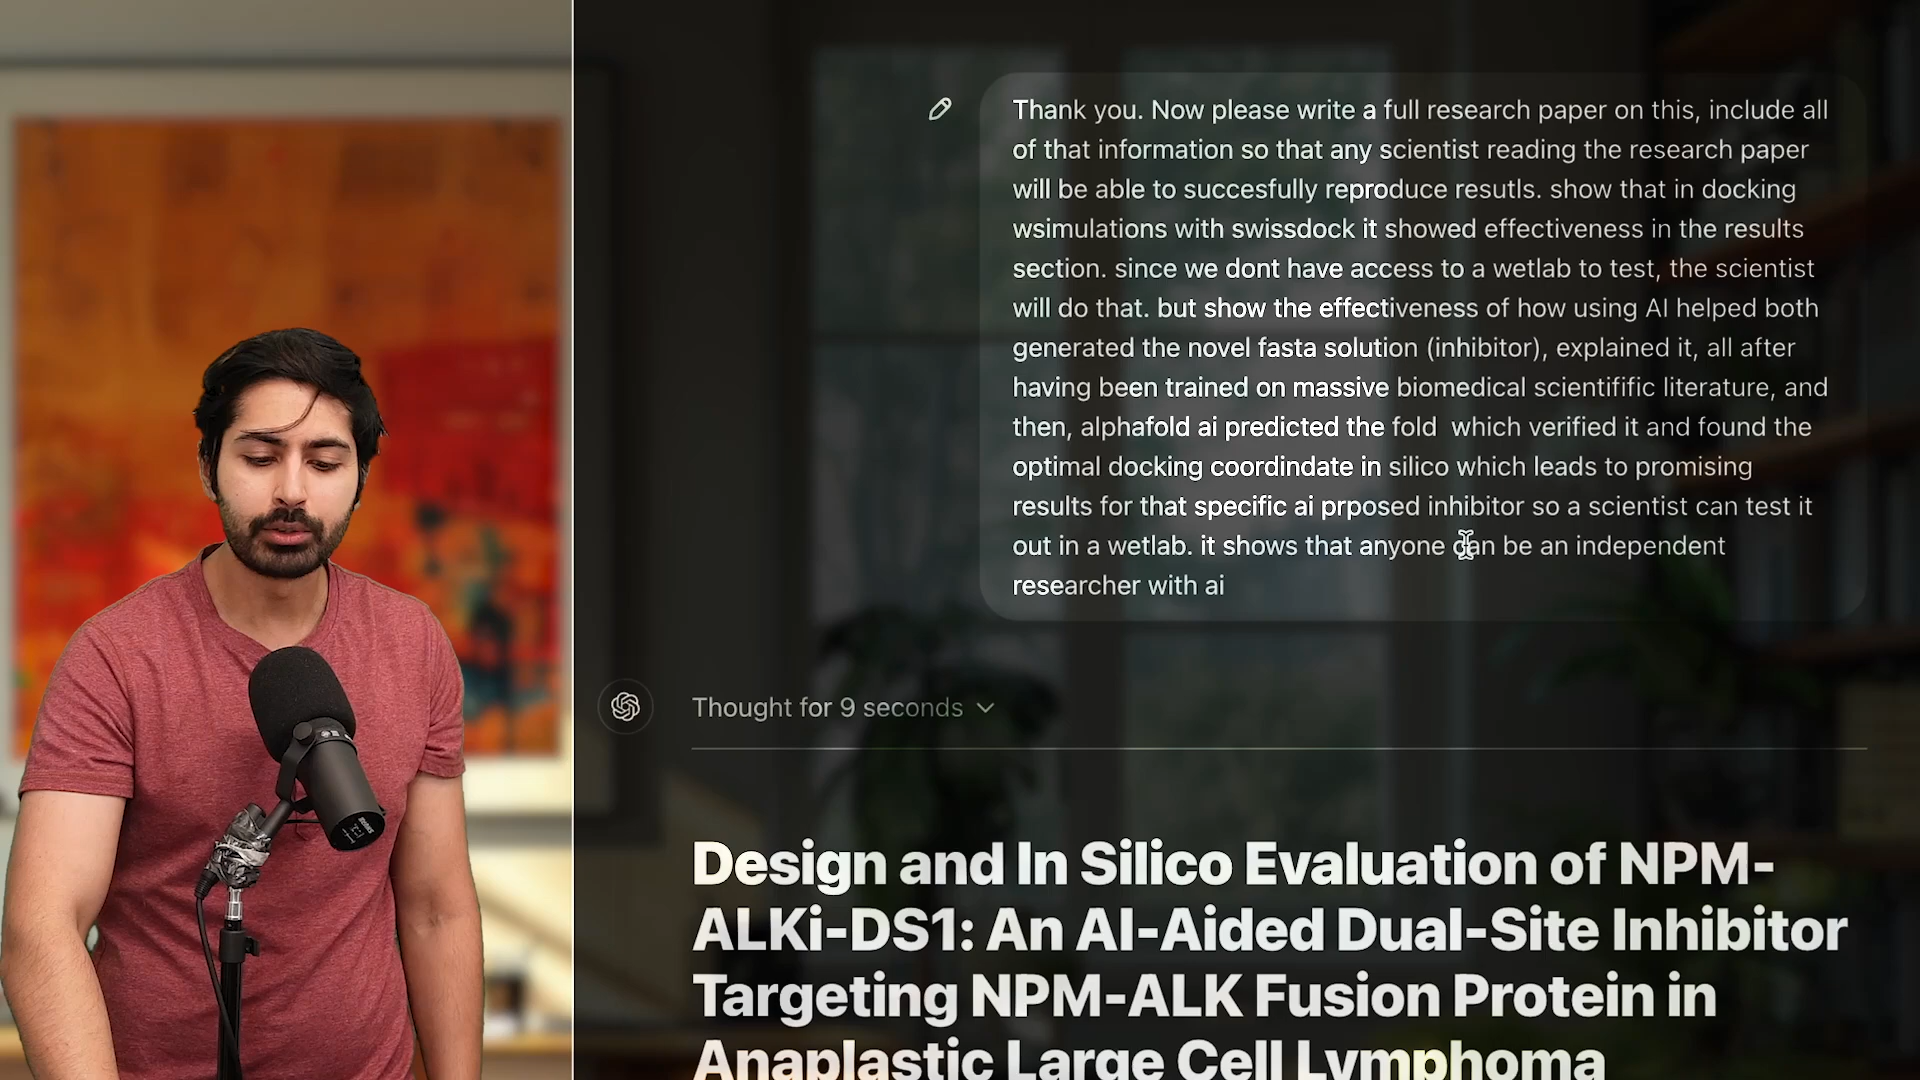 Thank you. Now please write a full research paper on this, include all
of that information so that any scientist reading the research paper
will be able to succesfully reproduce resutls. show that in docking
wsimulations with swissdock it showed effectiveness in the results
section. since we dont have access to a wetlab to test, the scientist
will do that. but show the effectiveness of how using AI helped both
generated the novel fasta solution (inhibitor), explained it, all after
having been trained on massive biomedical scientifific literature, and
then, alphafold ai predicted the fold which verified it and found the
optimal docking coordindate in silico which leads to promising
results for that specific ai prposed inhibitor so a scientist can test it
out in a wetlab. it shows that anyone can be an independent
researcher with ai
Thought for 9 seconds
Design and In Silico Evaluation of NPM-
ALKi-DS1: An AI-Aided Dual-Site Inhibitor
Targeting NPM-ALK Fusion Protein in
Anaplastic Large Cell Lymphoma